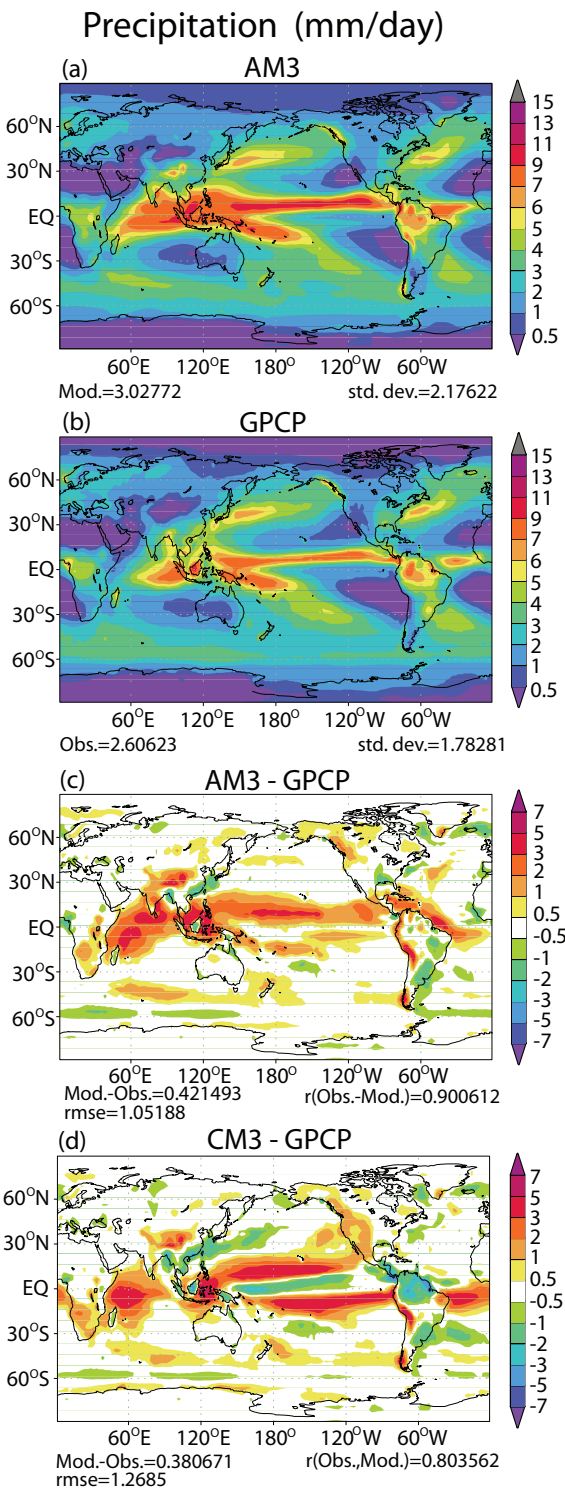 Precipitation (mm/day)
(a) AM3
60°N
30°N
EQ
30°S
60°S
60°E 120°E 180° 120°W 60°W
15
13
11
9
7
6
5
4
3
2
1
0.5
Mod.=3.02772 std. dev.=2.17622
(b) GPCP
60°N
30°N
EQ
30°S
60°S
60°E 120°E 180° 120°W 60°W
15
13
11
9
7
6
5
4
3
2
1
0.5
Obs.=2.60623 std. dev.=1.78281
(c) AM3 - GPCP
60°N
30°N
EQ
30°S
60°S
60°E 120°E 180° 120°W 60°W
7
5
3
2
1
0.5
-0.5
-1
-2
-3
-5
-7
Mod.-Obs.=0.421493 r(Obs.-Mod.)=0.900612
rmse=1.05188
(d) CM3 - GPCP
60°N
30°N
EQ
30°S
60°S
60°E 120°E 180° 120°W 60°W
7
5
3
2
1
0.5
-0.5
-1
-2
-3
-5
-7
Mod.-Obs.=0.380671 r(Obs.,Mod.)=0.803562
rmse=1.2685